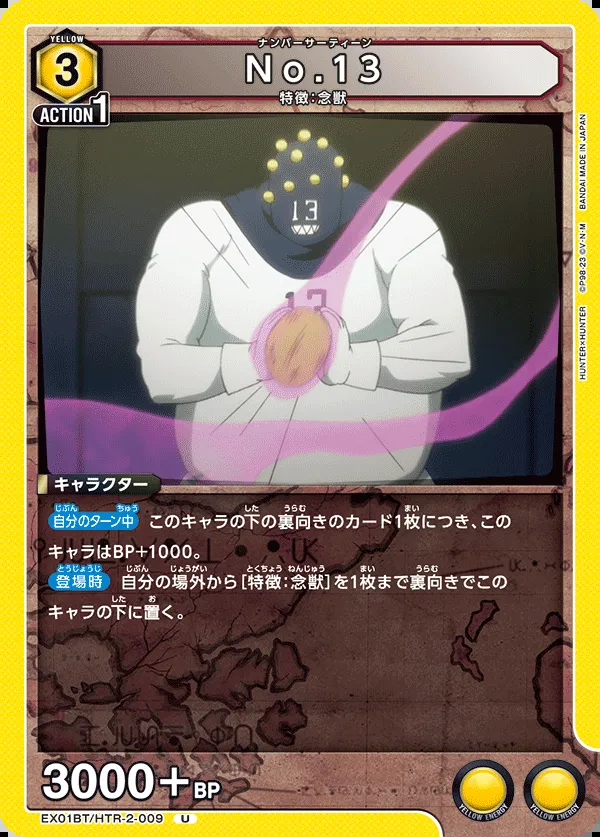 YELLOW
3
ACTION1
ナンバーサーティーン
No.13
特徴:念獣
13
13
HUNTER×HUNTER ©P98-23 ©V・N・M BANDAI MADE IN JAPAN
キャラクター
自分のターン中 このキャラの下の裏向きのカード1枚につき、この
キャラはBP+1000。
登場時 自分の場外から[特徴:念獣]を1枚まで裏向きでこの
キャラの下に置く。
3000+BP
YELLOW ENERGY
YELLOW ENERGY
EX01BT/HTR-2-009 U